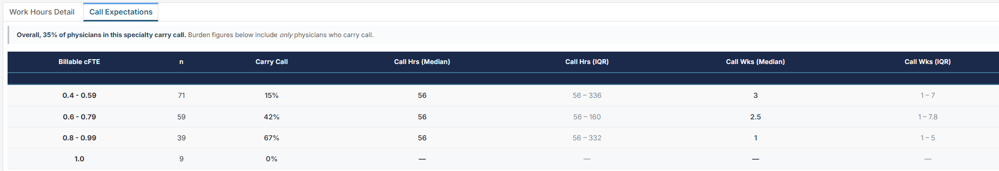 Work Hours Detail Call Expectations
Overall, 35% of physicians in this specialty carry call. Burden figures below include only physicians who carry call.
Billable cFTE n Carry Call Call Hrs (Median) Call Hrs (IQR) Call Wks (Median) Call Wks (IQR)
0.4 - 0.59 71 15% 56 56 – 336 3 1 – 7
0.6 - 0.79 59 42% 56 56 – 160 2.5 1 – 7.8
0.8 - 0.99 39 67% 56 56 – 332 1 1 – 5
1.0 9 0% — — — —